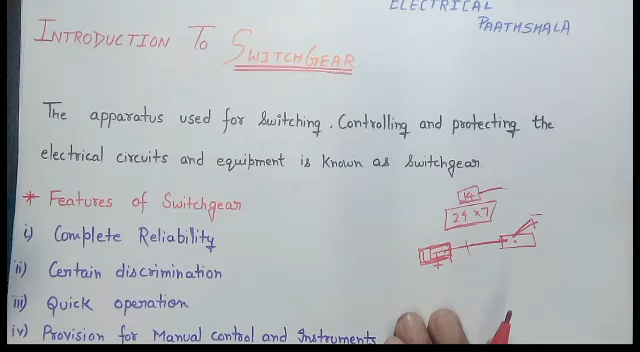 ELECTRICAL
PAATHSHALA
INTRODUCTION TO SWITCHGEAR
The apparatus used for switching, Controlling and protecting the
electrical circuits and equipment is known as switchgear.
* Features of Switchgear
i) Complete Reliability
ii) Certain discrimination
iii) Quick operation
iv) Provision for Manual control and instruments
24 x 7